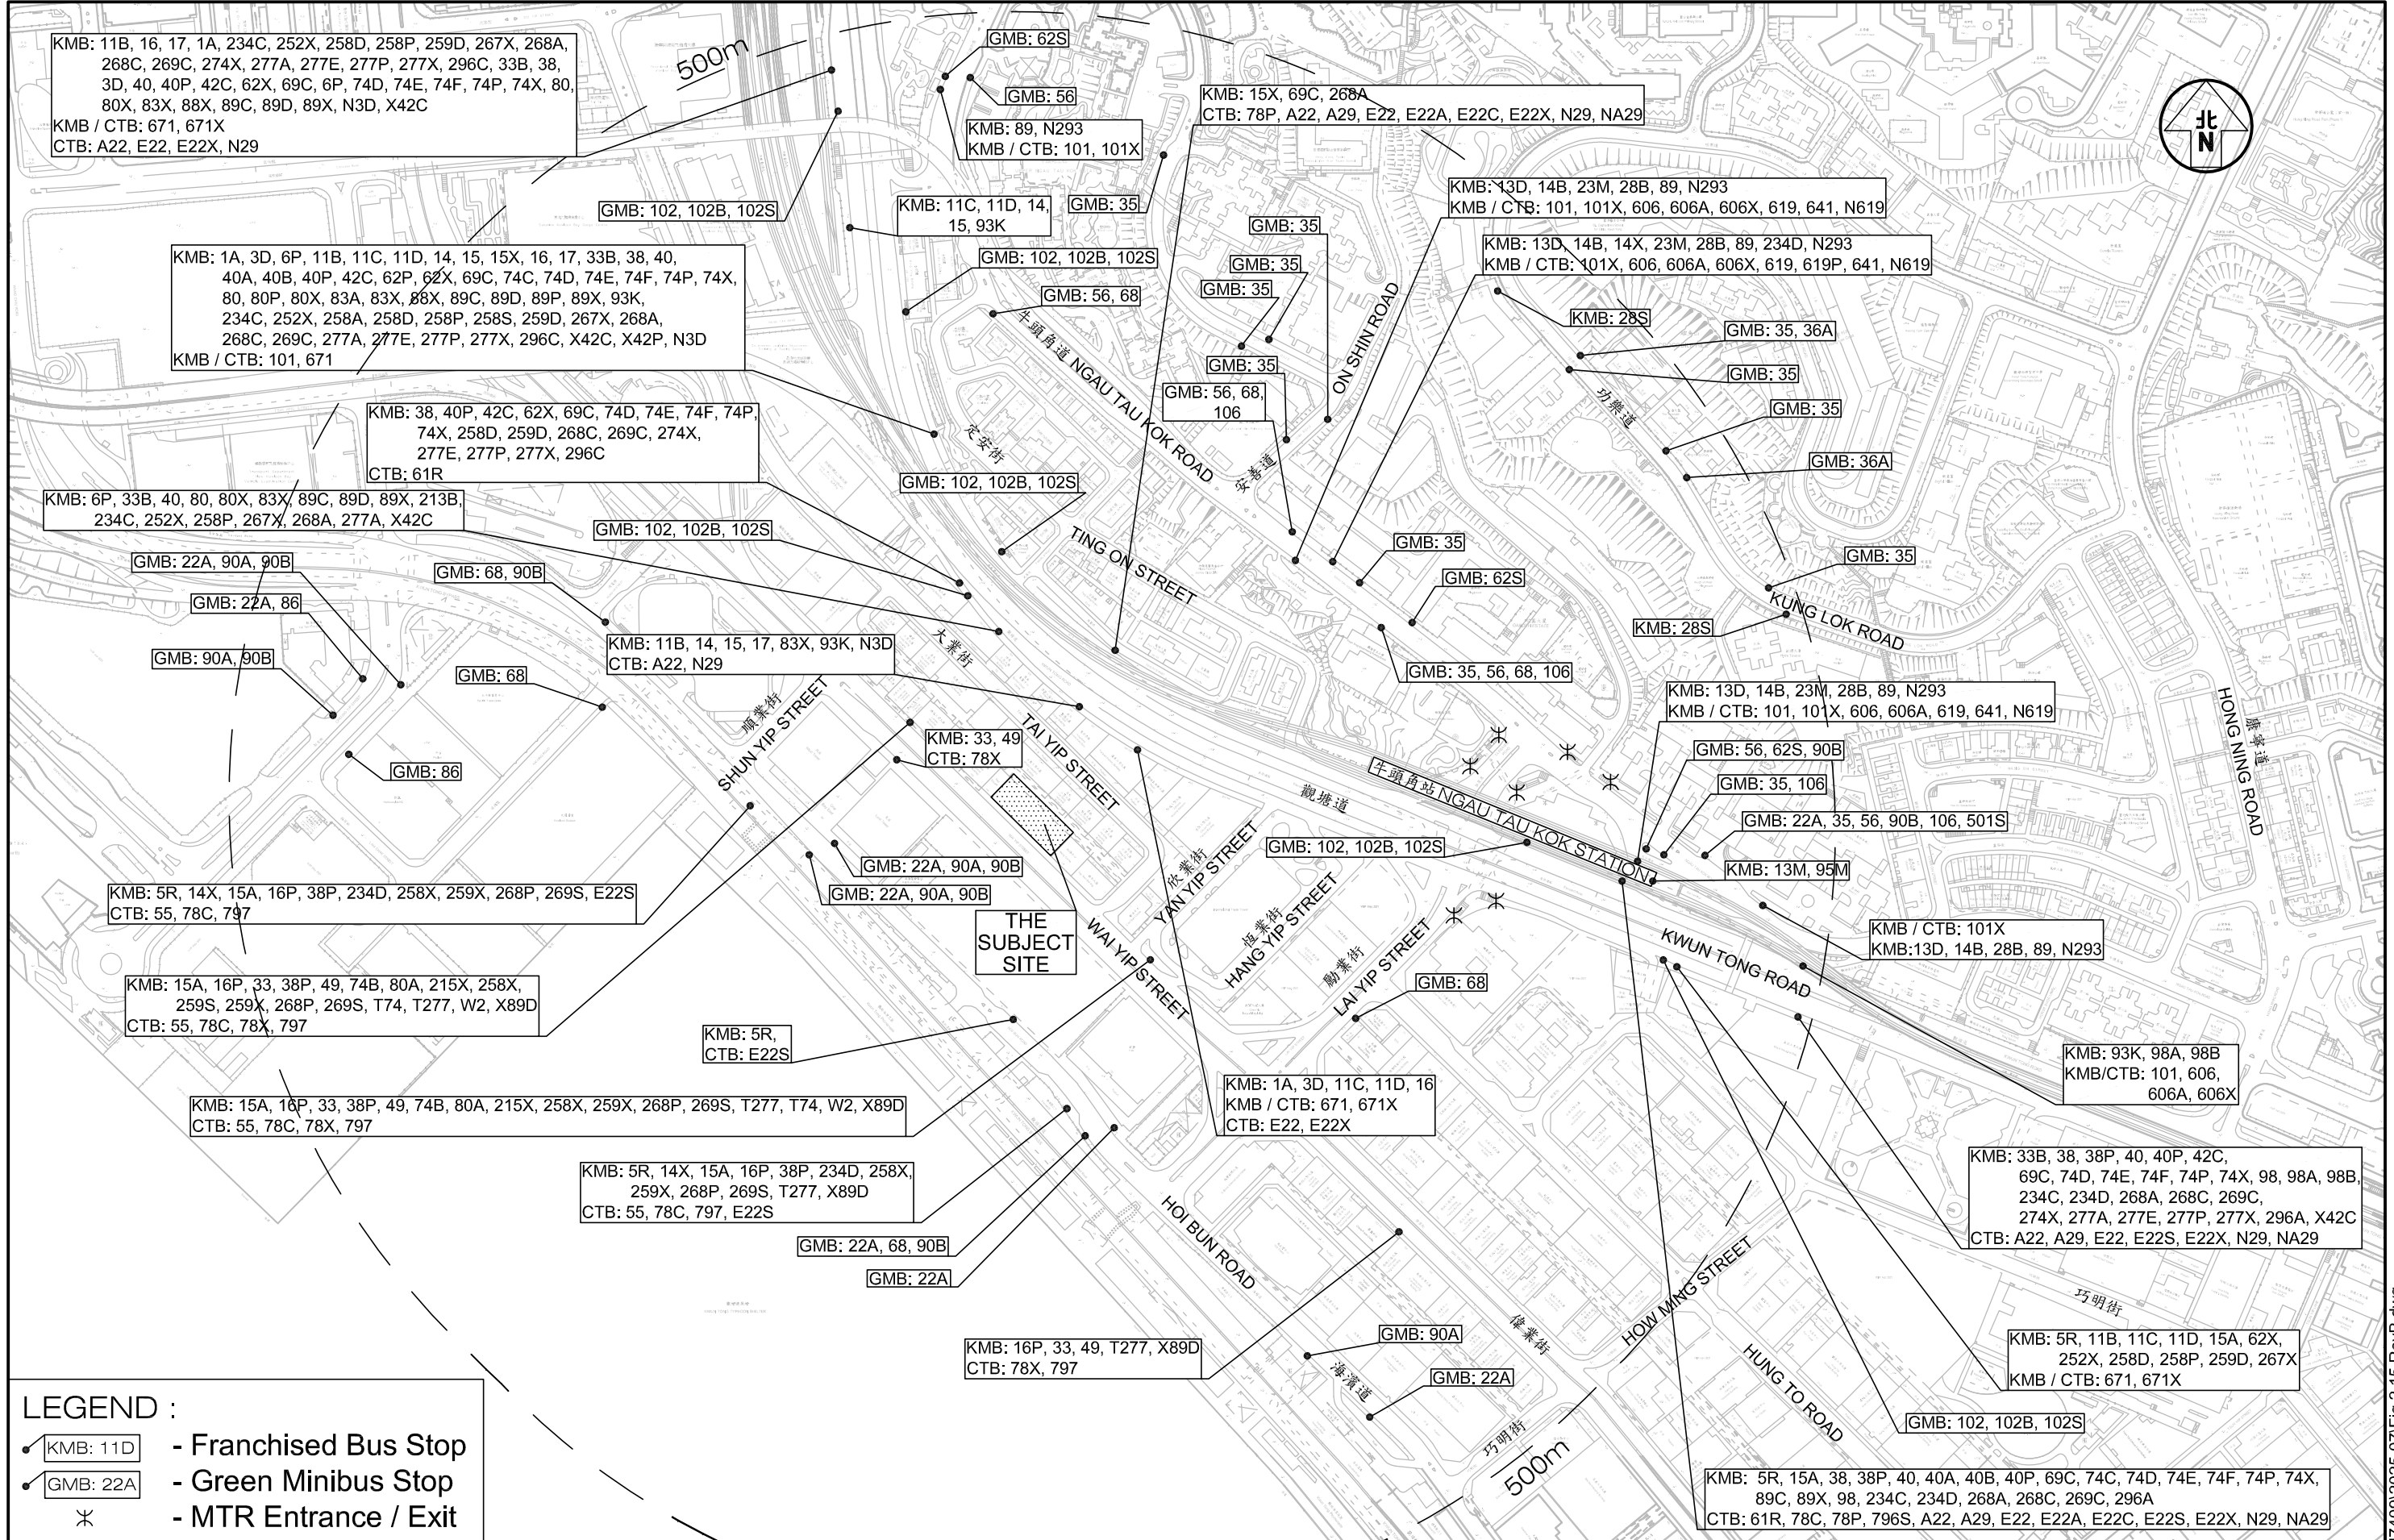 KMB: 11B, 16, 17, 1A, 234C, 252X, 258D, 258P, 259D, 267X, 268A,
268C, 269C, 274X, 277A, 277E, 277P, 277X, 296C, 33B, 38,
3D, 40, 40P, 42C, 62X, 69C, 6P, 74D, 74E, 74F, 74P, 74X, 80,
80X, 83X, 88X, 89C, 89D, 89X, N3D, X42C
KMB / CTB: 671, 671X
CTB: A22, E22, E22X, N29
500m
GMB: 62S
GMB: 56
KMB: 89, N293
KMB / CTB: 101, 101X
KMB: 15X, 69C, 268A
CTB: 78P, A22, A29, E22, E22A, E22C, E22X, N29, NA29
北
N
GMB: 102, 102B, 102S
KMB: 11C, 11D, 14,
15, 93K
GMB: 35
KMB: 13D, 14B, 23M, 28B, 89, N293
KMB / CTB: 101, 101X, 606, 606A, 606X, 619, 641, N619
GMB: 35
KMB: 13D, 14B, 14X, 23M, 28B, 89, 234D, N293
KMB / CTB: 101X, 606, 606A, 606X, 619, 619P, 641, N619
KMB: 1A, 3D, 6P, 11B, 11C, 11D, 14, 15, 15X, 16, 17, 33B, 38, 40,
40A, 40B, 40P, 42C, 62P, 62X, 69C, 74C, 74D, 74E, 74F, 74P, 74X,
80, 80P, 80X, 83A, 83X, 88X, 89C, 89D, 89P, 89X, 93K,
234C, 252X, 258A, 258D, 258P, 258S, 259D, 267X, 268A,
268C, 269C, 277A, 277E, 277P, 277X, 296C, X42C, X42P, N3D
KMB / CTB: 101, 671
GMB: 102, 102B, 102S
GMB: 35
GMB: 35
GMB: 56, 68
KMB: 28S
GMB: 35, 36A
牛頭角道 NGAU TAU KOK ROAD
ON SHIN ROAD
安善道
GMB: 35
GMB: 35
功樂道
GMB: 56, 68,
106
GMB: 35
KMB: 38, 40P, 42C, 62X, 69C, 74D, 74E, 74F, 74P,
74X, 258D, 259D, 268C, 269C, 274X,
277E, 277P, 277X, 296C
CTB: 61R
定安街
GMB: 36A
GMB: 102, 102B, 102S
KMB: 6P, 33B, 40, 80, 80X, 83X, 89C, 89D, 89X, 213B,
234C, 252X, 258P, 267X, 268A, 277A, X42C
GMB: 102, 102B, 102S
TING ON STREET
GMB: 35
GMB: 35
GMB: 22A, 90A, 90B
GMB: 68, 90B
GMB: 62S
GMB: 22A, 86
KUNG LOK ROAD
KMB: 28S
KMB: 11B, 14, 15, 17, 83X, 93K, N3D
CTB: A22, N29
大業街
GMB: 90A, 90B
GMB: 68
GMB: 35, 56, 68, 106
順業街
SHUN YIP STREET
KMB: 13D, 14B, 23M, 28B, 89, N293
KMB / CTB: 101, 101X, 606, 606A, 619, 641, N619
康寧道
HONG NING ROAD
KMB: 33, 49
CTB: 78X
TAI YIP STREET
GMB: 56, 62S, 90B
GMB: 86
觀塘道
牛頭角站 NGAU TAU KOK STATION
GMB: 35, 106
GMB: 22A, 35, 56, 90B, 106, 501S
GMB: 102, 102B, 102S
GMB: 22A, 90A, 90B
KMB: 13M, 95M
KMB: 5R, 14X, 15A, 16P, 38P, 234D, 258X, 259X, 268P, 269S, E22S
CTB: 55, 78C, 797
GMB: 22A, 90A, 90B
欣業街
YAN YIP STREET
恆業街
HANG YIP STREET
勵業街
LAI YIP STREET
THE
SUBJECT
SITE
WAI YIP STREET
KWUN TONG ROAD
KMB / CTB: 101X
KMB:13D, 14B, 28B, 89, N293
KMB: 15A, 16P, 33, 38P, 49, 74B, 80A, 215X, 258X,
259S, 259X, 268P, 269S, T74, T277, W2, X89D
CTB: 55, 78C, 78X, 797
GMB: 68
KMB: 5R,
CTB: E22S
KMB: 93K, 98A, 98B
KMB/CTB: 101, 606,
606A, 606X
KMB: 1A, 3D, 11C, 11D, 16
KMB / CTB: 671, 671X
CTB: E22, E22X
KMB: 15A, 16P, 33, 38P, 49, 74B, 80A, 215X, 258X, 259X, 268P, 269S, T277, T74, W2, X89D
CTB: 55, 78C, 78X, 797
KMB: 33B, 38, 38P, 40, 40P, 42C,
69C, 74D, 74E, 74F, 74P, 74X, 98, 98A, 98B,
234C, 234D, 268A, 268C, 269C,
274X, 277A, 277E, 277P, 277X, 296A, X42C
CTB: A22, A29, E22, E22S, E22X, N29, NA29
KMB: 5R, 14X, 15A, 16P, 38P, 234D, 258X,
259X, 268P, 269S, T277, X89D
CTB: 55, 78C, 797, E22S
HOI BUN ROAD
GMB: 22A, 68, 90B
GMB: 22A
HOW MING STREET
巧明街
偉業街
GMB: 90A
KMB: 16P, 33, 49, T277, X89D
CTB: 78X, 797
海濱道
GMB: 22A
HUNG TO ROAD
KMB: 5R, 11B, 11C, 11D, 15A, 62X,
252X, 258D, 258P, 259D, 267X
KMB / CTB: 671, 671X
GMB: 102, 102B, 102S
巧明街
500m
KMB: 5R, 15A, 38, 38P, 40, 40A, 40B, 40P, 69C, 74C, 74D, 74E, 74F, 74P, 74X,
89C, 89X, 98, 234C, 234D, 268A, 268C, 269C, 296A
CTB: 61R, 78C, 78P, 796S, A22, A29, E22, E22A, E22C, E22S, E22X, N29, NA29
LEGEND :
KMB: 11D - Franchised Bus Stop
GMB: 22A - Green Minibus Stop
- MTR Entrance / Exit